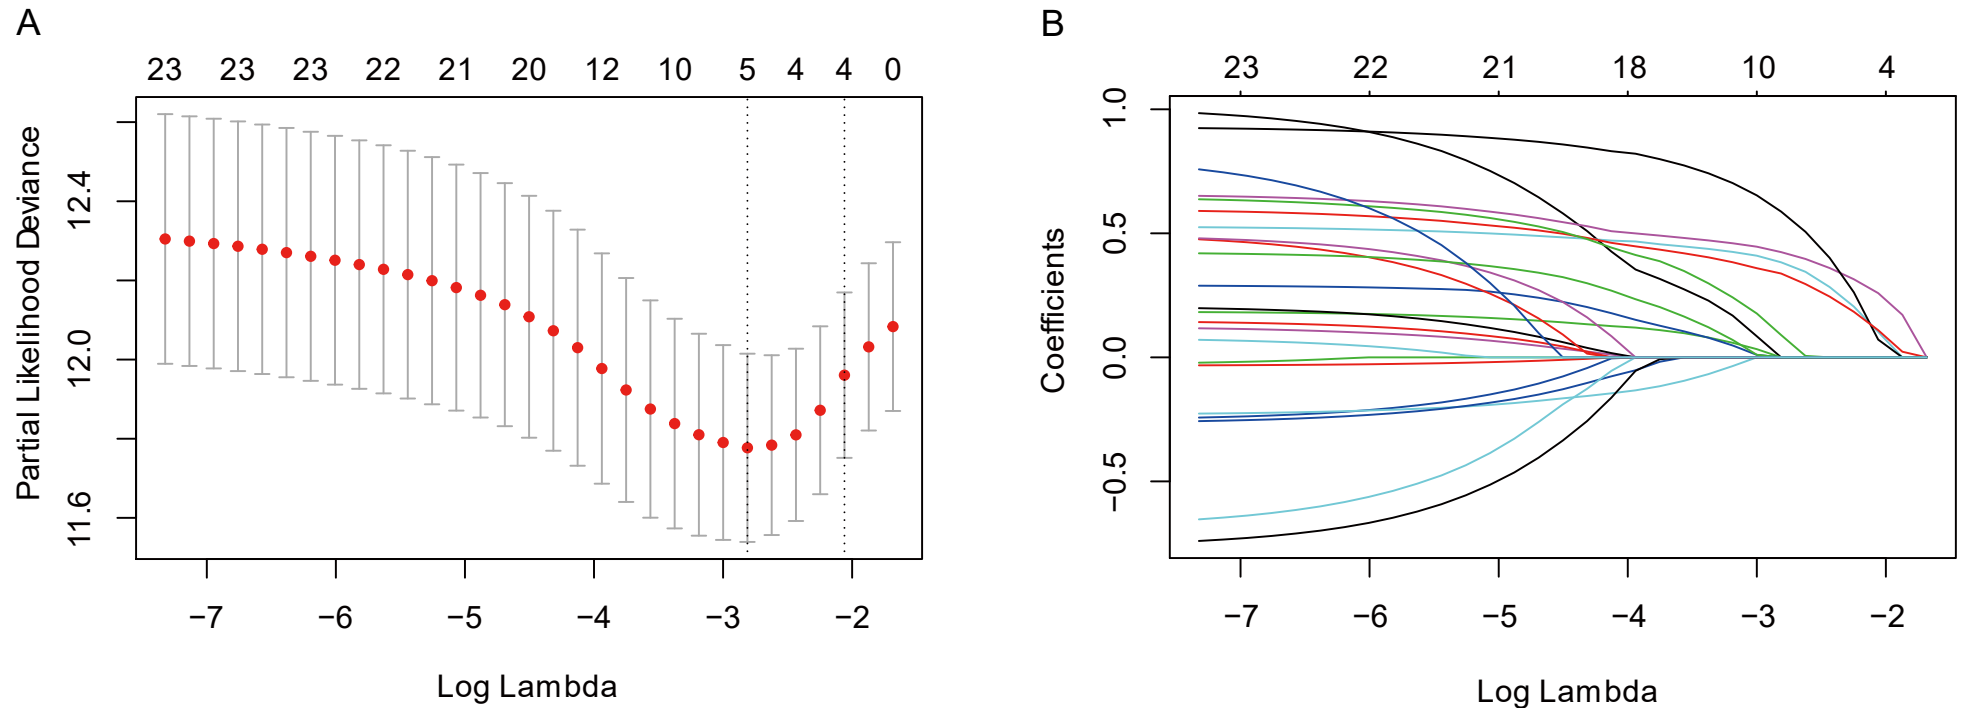 A
23 23 23 22 21 20 12 10 5 4 4 0
Partial Likelihood Deviance
12.4
12.0
11.6
−7 −6 −5 −4 −3 −2
Log Lambda
B
23 22 21 18 10 4
Coefficients
1.0
0.5
0.0
−0.5
−7 −6 −5 −4 −3 −2
Log Lambda